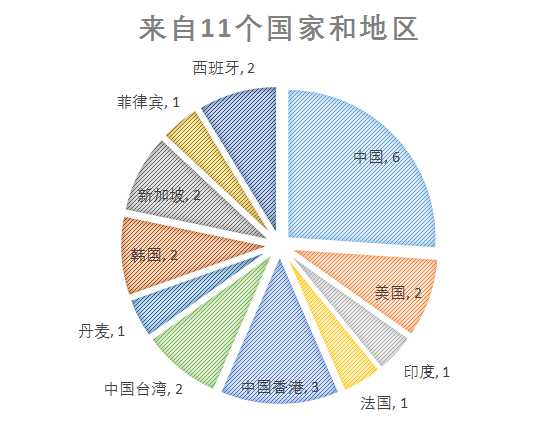 来自11个国家和地区
西班牙, 2
菲律宾, 1
中国, 6
新加坡, 2
韩国, 2
美国, 2
丹麦, 1
印度, 1
中国台湾, 2
中国香港, 3
法国, 1